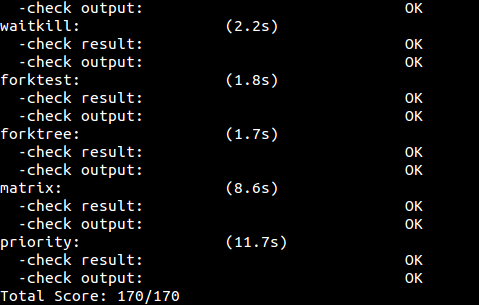 -check output: OK
waitkill: (2.2s)
-check result: OK
-check output: OK
forktest: (1.8s)
-check result: OK
-check output: OK
forktree: (1.7s)
-check result: OK
-check output: OK
matrix: (8.6s)
-check result: OK
-check output: OK
priority: (11.7s)
-check result: OK
-check output: OK
Total Score: 170/170